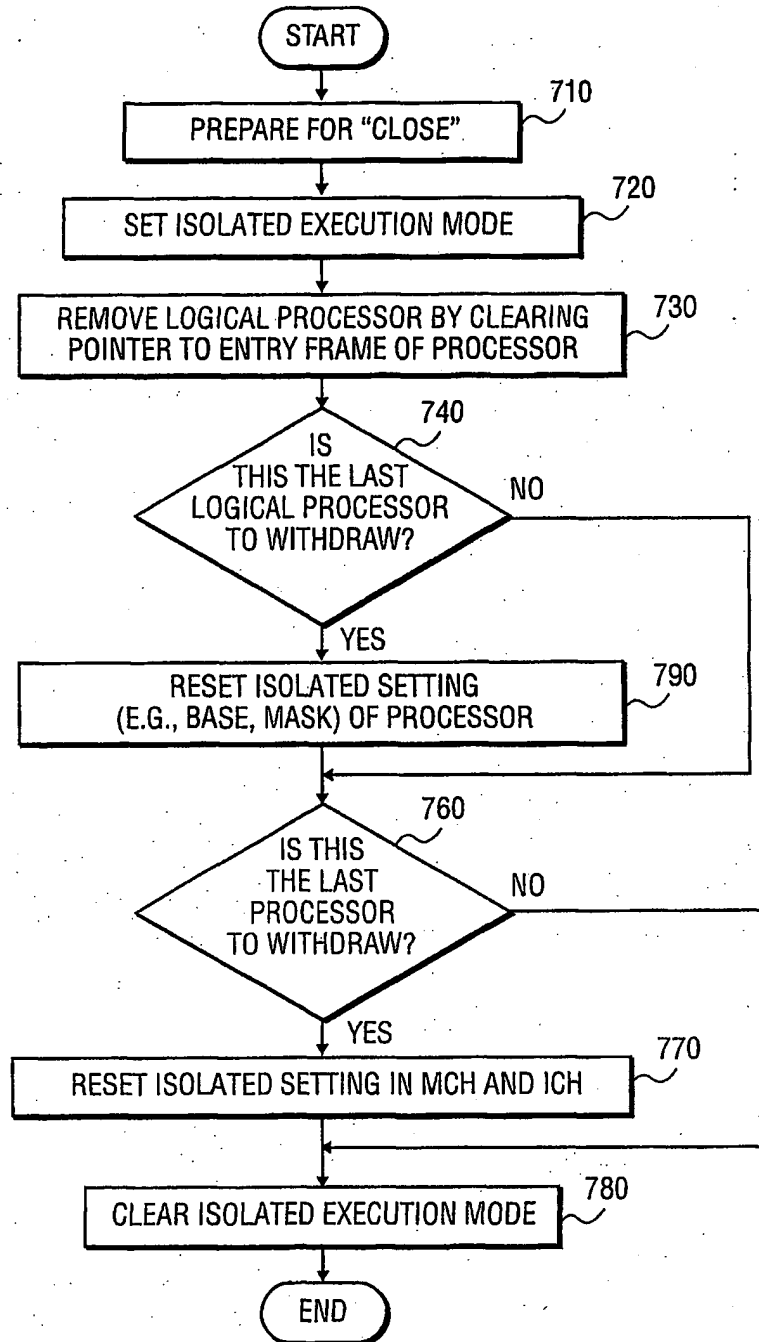 START
710
PREPARE FOR “CLOSE”
720
SET ISOLATED EXECUTION MODE
730
REMOVE LOGICAL PROCESSOR BY CLEARING
POINTER TO ENTRY FRAME OF PROCESSOR
740
IS
THIS THE LAST
LOGICAL PROCESSOR
TO WITHDRAW?
NO
YES
790
RESET ISOLATED SETTING
(E.G., BASE, MASK) OF PROCESSOR
760
IS THIS
THE LAST
PROCESSOR
TO WITHDRAW?
NO
YES
770
RESET ISOLATED SETTING IN MCH AND ICH
780
CLEAR ISOLATED EXECUTION MODE
END